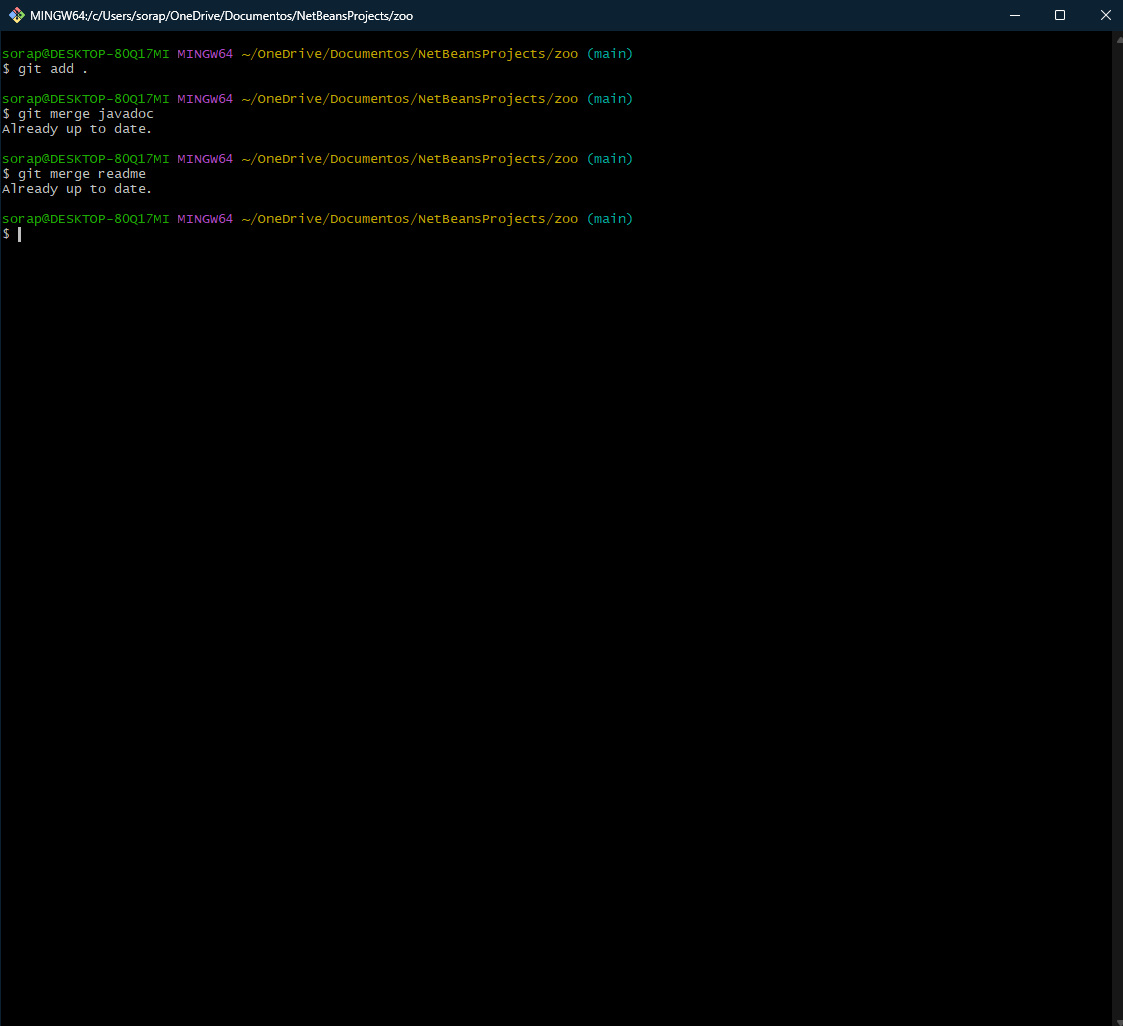 MINGW64:/c/Users/sorap/OneDrive/Documentos/NetBeansProjects/zoo
sorap@DESKTOP-8OQ17MI MINGW64 ~/OneDrive/Documentos/NetBeansProjects/zoo (main)
$ git add .
sorap@DESKTOP-8OQ17MI MINGW64 ~/OneDrive/Documentos/NetBeansProjects/zoo (main)
$ git merge javadoc
Already up to date.
sorap@DESKTOP-8OQ17MI MINGW64 ~/OneDrive/Documentos/NetBeansProjects/zoo (main)
$ git merge readme
Already up to date.
sorap@DESKTOP-8OQ17MI MINGW64 ~/OneDrive/Documentos/NetBeansProjects/zoo (main)
$